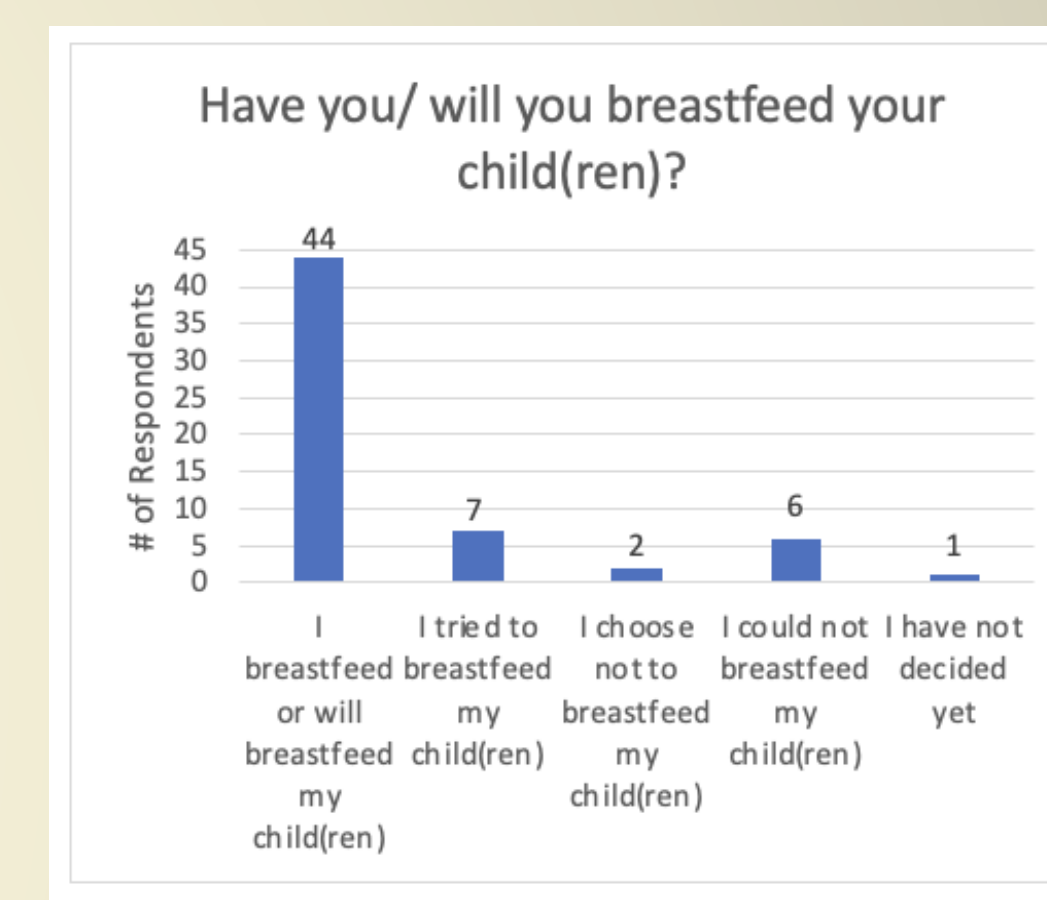 Have you/ will you breastfeed your
child(ren)?
# of Respondents
45
40
35
30
25
20
15
10
5
0
44
7
2
6
1
I
breastfeed
or will
breastfeed
my
child(ren)
I tried to
breastfeed
my
child(ren)
I choose
not to
breastfeed
my
child(ren)
I could not
breastfeed
my
child(ren)
I have not
decided
yet